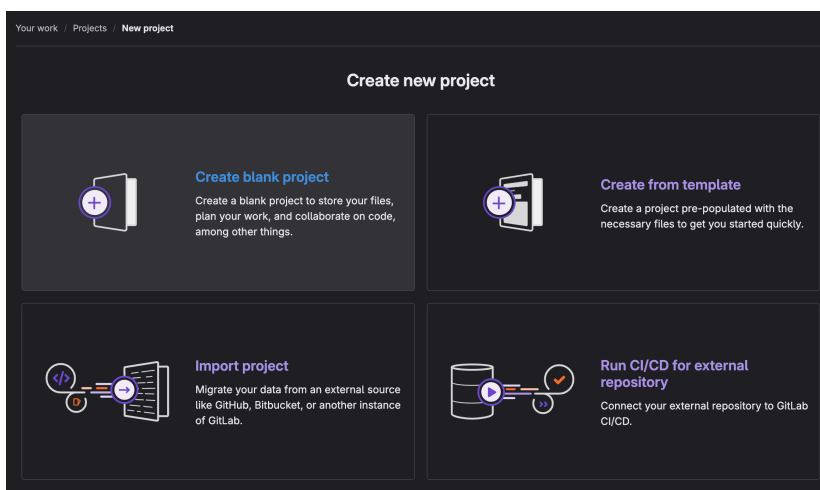 Your work / Projects / New project
Create new project
Create blank project
Create a blank project to store your files,
plan your work, and collaborate on code,
among other things.
Create from template
Create a project pre-populated with the
necessary files to get you started quickly.
Import project
Migrate your data from an external source
like GitHub, Bitbucket, or another instance
of GitLab.
Run CI/CD for external
repository
Connect your external repository to GitLab
CI/CD.